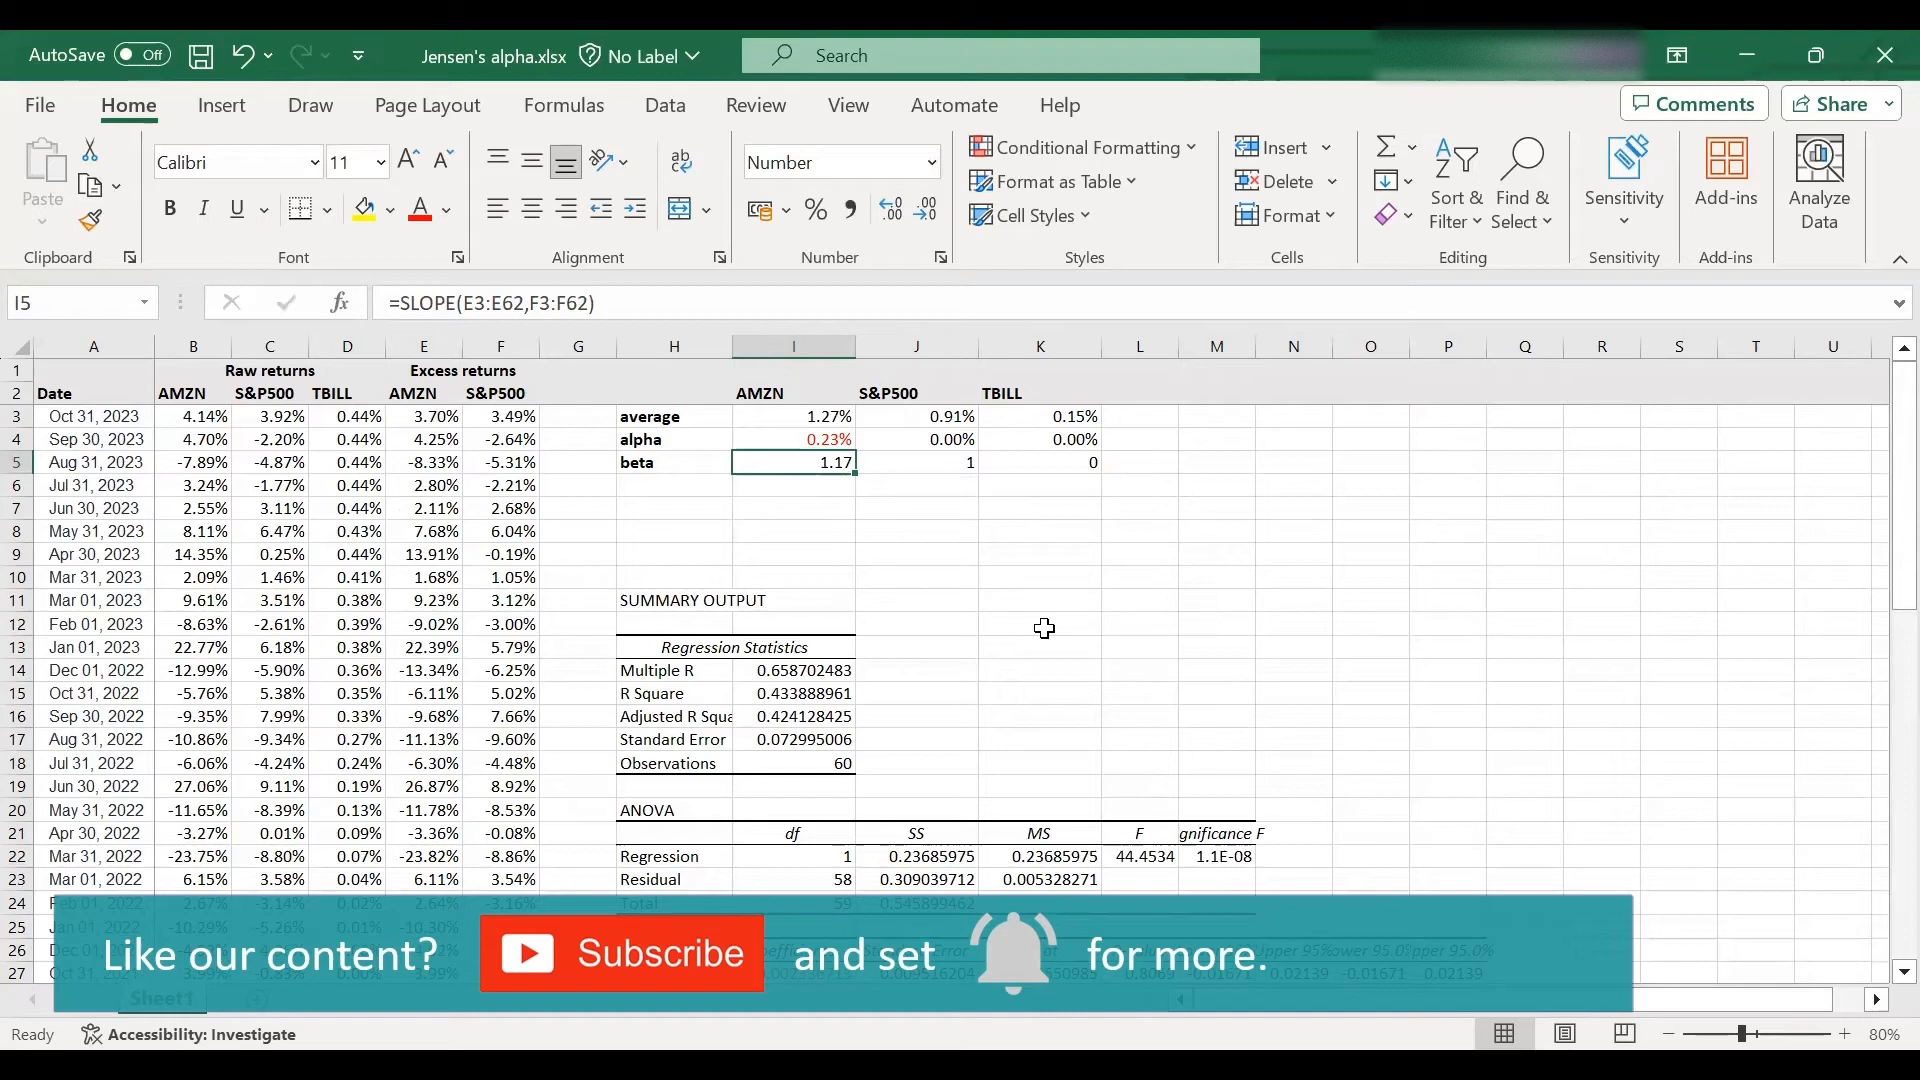 AutoSave Off Jensen's alpha.xlsx No Label Search
File Home Insert Draw Page Layout Formulas Data Review View Automate Help Comments Share
Paste Calibri 11 Number Conditional Formatting Insert
Format as Table Delete
Cell Styles Format
Sort & Filter Find & Select Sensitivity Add-ins Analyze Data
Clipboard Font Alignment Number Styles Cells Editing Sensitivity Add-ins
I5 fx =SLOPE(E3:E62,F3:F62)
A B C D E F G H I J K L M N O P Q R S T U
1 Raw returns Excess returns
2 Date AMZN S&P500 TBILL AMZN S&P500 AMZN S&P500 TBILL
3 Oct 31, 2023 4.14% 3.92% 0.44% 3.70% 3.49% average 1.27% 0.91% 0.15%
4 Sep 30, 2023 4.70% -2.20% 0.44% 4.25% -2.64% alpha 0.23% 0.00% 0.00%
5 Aug 31, 2023 -7.89% -4.87% 0.44% -8.33% -5.31% beta 1.17 1 0
6 Jul 31, 2023 3.24% -1.77% 0.44% 2.80% -2.21%
7 Jun 30, 2023 2.55% 3.11% 0.44% 2.11% 2.68%
8 May 31, 2023 8.11% 6.47% 0.43% 7.68% 6.04%
9 Apr 30, 2023 14.35% 0.25% 0.44% 13.91% -0.19%
10 Mar 31, 2023 2.09% 1.46% 0.41% 1.68% 1.05%
11 Mar 01, 2023 9.61% 3.51% 0.38% 9.23% 3.12% SUMMARY OUTPUT
12 Feb 01, 2023 -8.63% -2.61% 0.39% -9.02% -3.00%
13 Jan 01, 2023 22.77% 6.18% 0.38% 22.39% 5.79% Regression Statistics
14 Dec 01, 2022 -12.99% -5.90% 0.36% -13.34% -6.25% Multiple R 0.658702483
15 Oct 31, 2022 -5.76% 5.38% 0.35% -6.11% 5.02% R Square 0.433888961
16 Sep 30, 2022 -9.35% 7.99% 0.33% -9.68% 7.66% Adjusted R Squa 0.424128425
17 Aug 31, 2022 -10.86% -9.34% 0.27% -11.13% -9.60% Standard Error 0.072995006
18 Jul 31, 2022 -6.06% -4.24% 0.24% -6.30% -4.48% Observations 60
19 Jun 30, 2022 27.06% 9.11% 0.19% 26.87% 8.92%
20 May 31, 2022 -11.65% -8.39% 0.13% -11.78% -8.53% ANOVA
21 Apr 30, 2022 -3.27% 0.01% 0.09% -3.36% -0.08% df SS MS F gnificance F
22 Mar 31, 2022 -23.75% -8.80% 0.07% -23.82% -8.86% Regression 1 0.23685975 0.23685975 44.4534 1.1E-08
23 Mar 01, 2022 6.15% 3.58% 0.04% 6.11% 3.54% Residual 58 0.309039712 0.005328271
24 Feb 01, 2022 2.67% -3.14% 0.02% 2.64% -3.16% Total 59 0.545899462
25 -10.29% -5.26% 0.01% -10.30%
26
27
Like our content? Subscribe and set for more.
Sheet1
Ready Accessibility: Investigate 80%